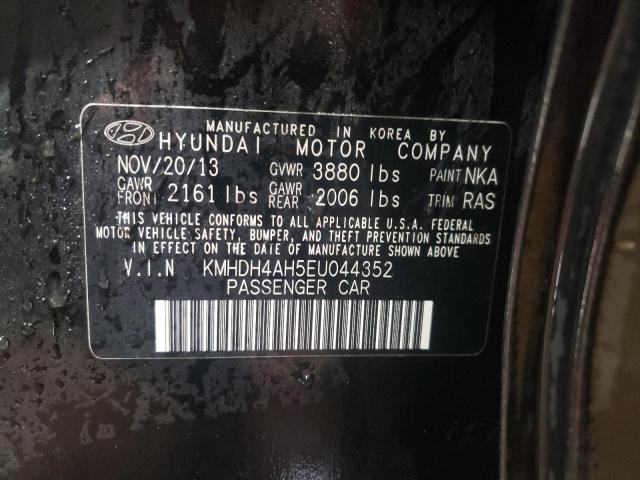 MANUFACTURED IN KOREA BY
HYUNDAI MOTOR COMPANY
NOV/20/13 GVWR 3880 lbs PAINT NKA
GAWR FRONT 2161 lbs GAWR REAR 2006 lbs TRIM RAS
THIS VEHICLE CONFORMS TO ALL APPLICABLE U.S.A. FEDERAL
MOTOR VEHICLE SAFETY, BUMPER, AND THEFT PREVENTION STANDARDS
IN EFFECT ON THE DATE OF MANUFACTURE SHOWN ABOVE.
V.I.N KMHDH4AH5EU044352
PASSENGER CAR